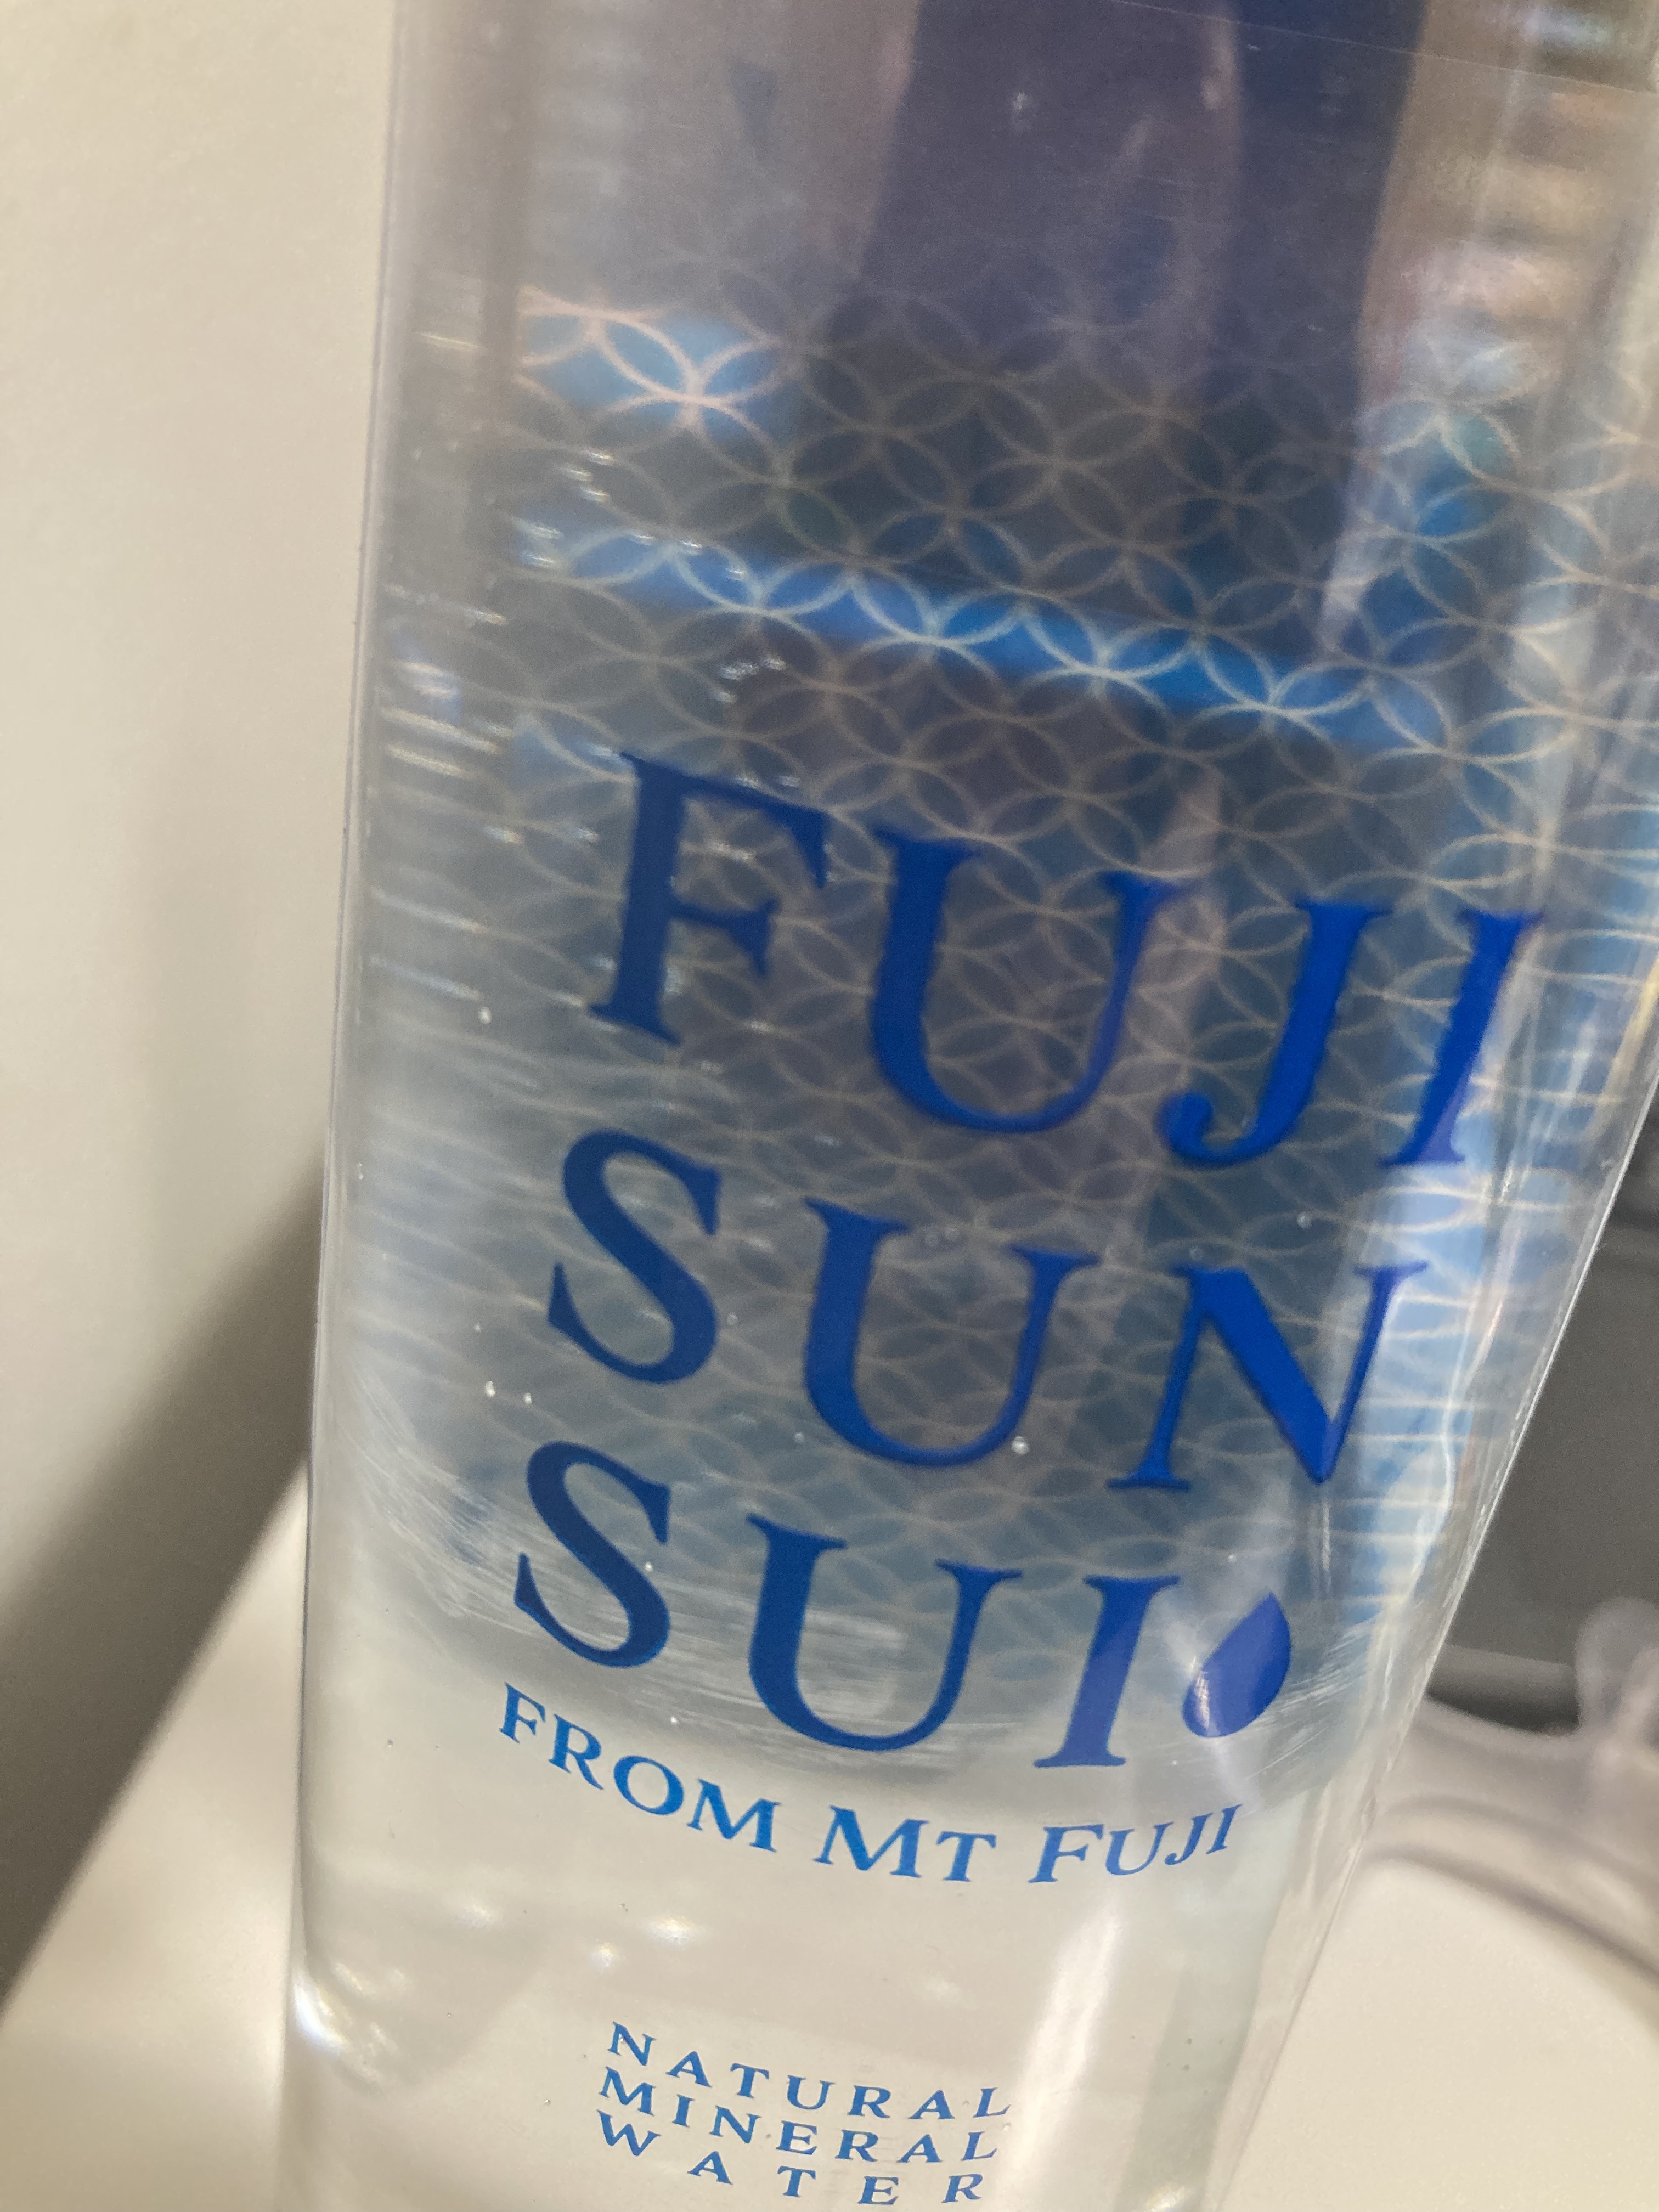 FUJI
SUN
SUI
FROM MT FUJI
NATURAL
MINERAL
WATER